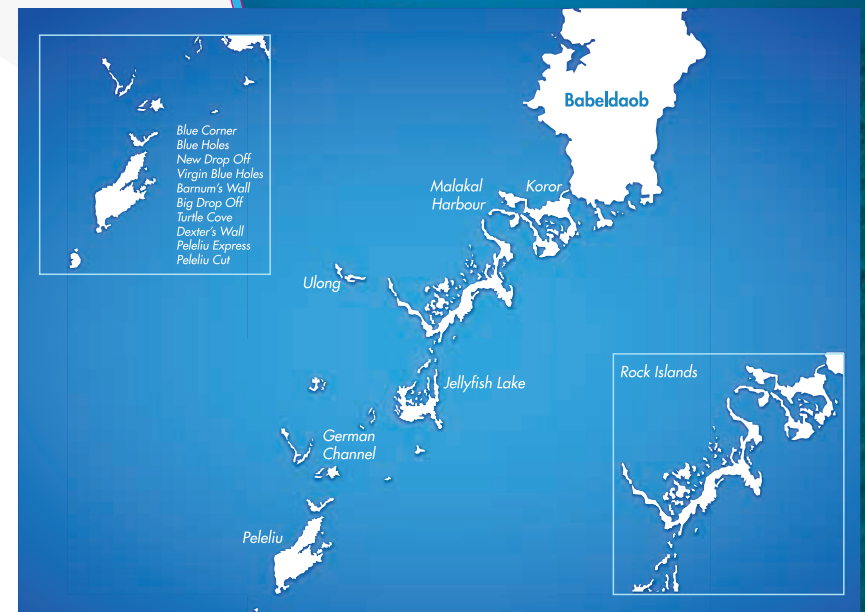 Blue Corner
Blue Holes
New Drop Off
Virgin Blue Holes
Barnum's Wall
Big Drop Off
Turtle Cove
Dexter's Wall
Peleliu Express
Peleliu Cut
Babeldaob
Malakal
Harbour
Koror
Ulong
Rock Islands
Jellyfish Lake
German
Channel
Peleliu